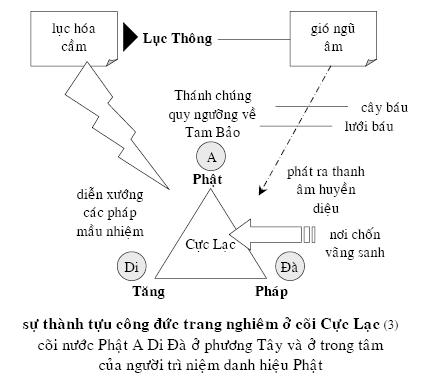 lục hóa
cầm
Lục Thông
gió ngũ
âm
Thánh chúng
quy ngưỡng về
Tam Bảo
cây báu
lưới báu
A
Phật
phát ra thanh
âm huyền
diệu
diễn xướng
các pháp
mầu nhiệm
Cực Lạc
nơi chốn
vãng sanh
Di
Đà
Tăng
Pháp
sự thành tựu công đức trang nghiêm ở cõi Cực Lạc (3)
cõi nước Phật A Di Đà ở phương Tây và ở trong tâm
của người trì niệm danh hiệu Phật